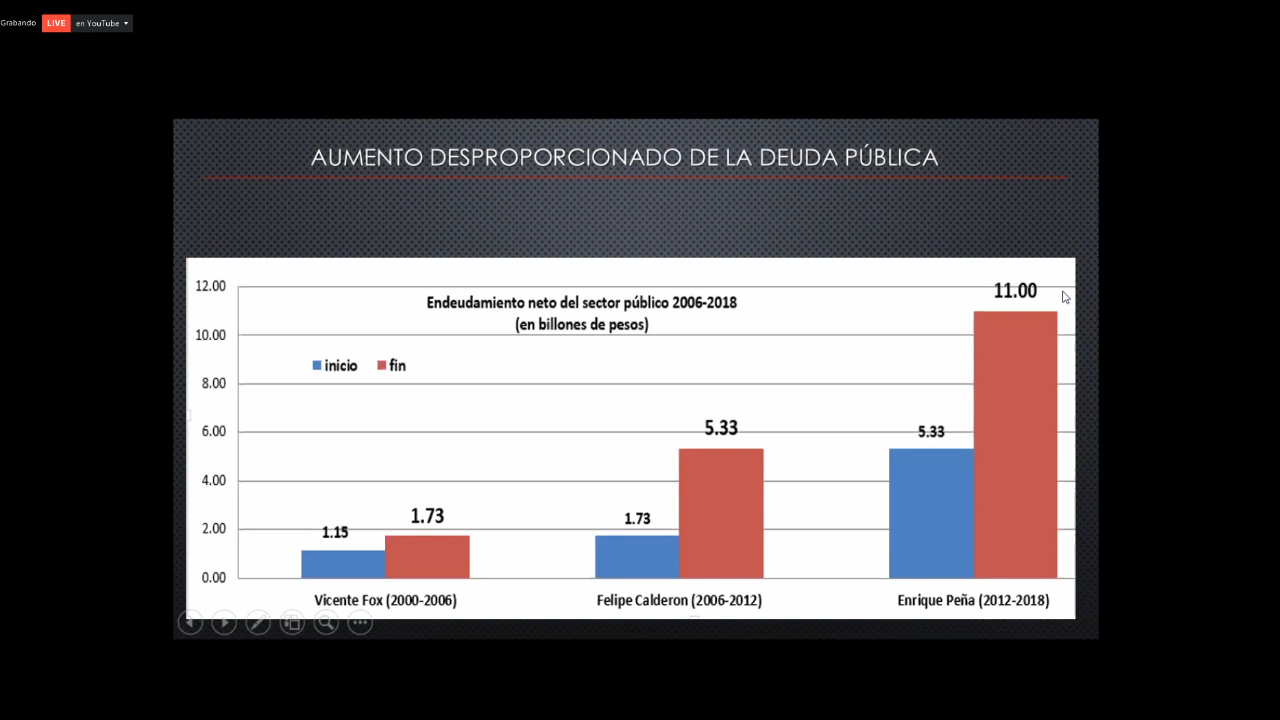 Grabando LIVE en YouTube
AUMENTO DESPROPORCIONADO DE LA DEUDA PÚBLICA
Endeudamiento neto del sector público 2006-2018
(en billones de pesos)
inicio fin
12.00
10.00
8.00
6.00
4.00
2.00
0.00
1.15
1.73
1.73
5.33
5.33
11.00
Vicente Fox (2000-2006)
Felipe Calderon (2006-2012)
Enrique Peña (2012-2018)